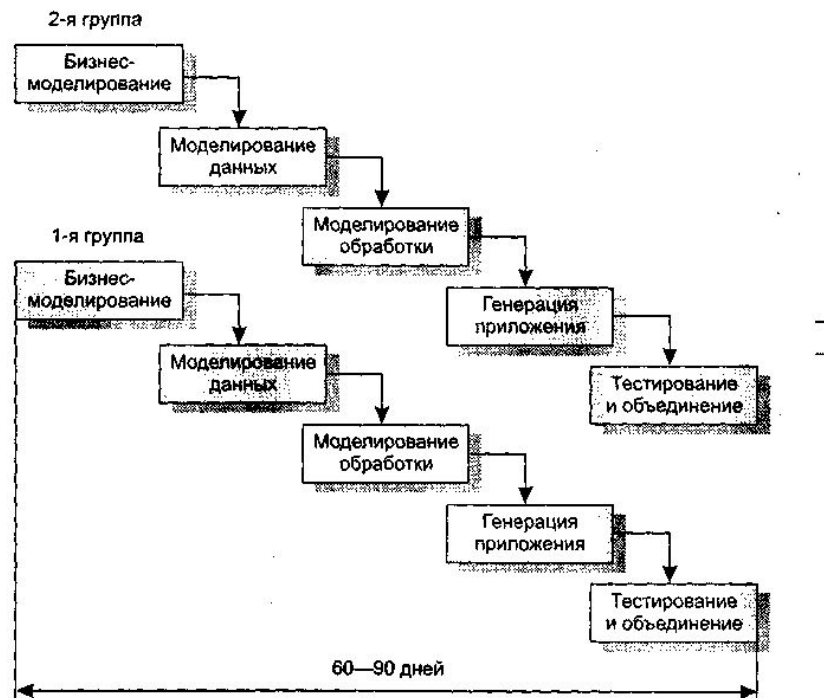 2-я группа
Бизнес-
моделирование
Моделирование
данных
Моделирование
обработки
Генерация
приложения
Тестирование
и объединение
1-я группа
Бизнес-
моделирование
Моделирование
данных
Моделирование
обработки
Генерация
приложения
Тестирование
и объединение
60—90 дней